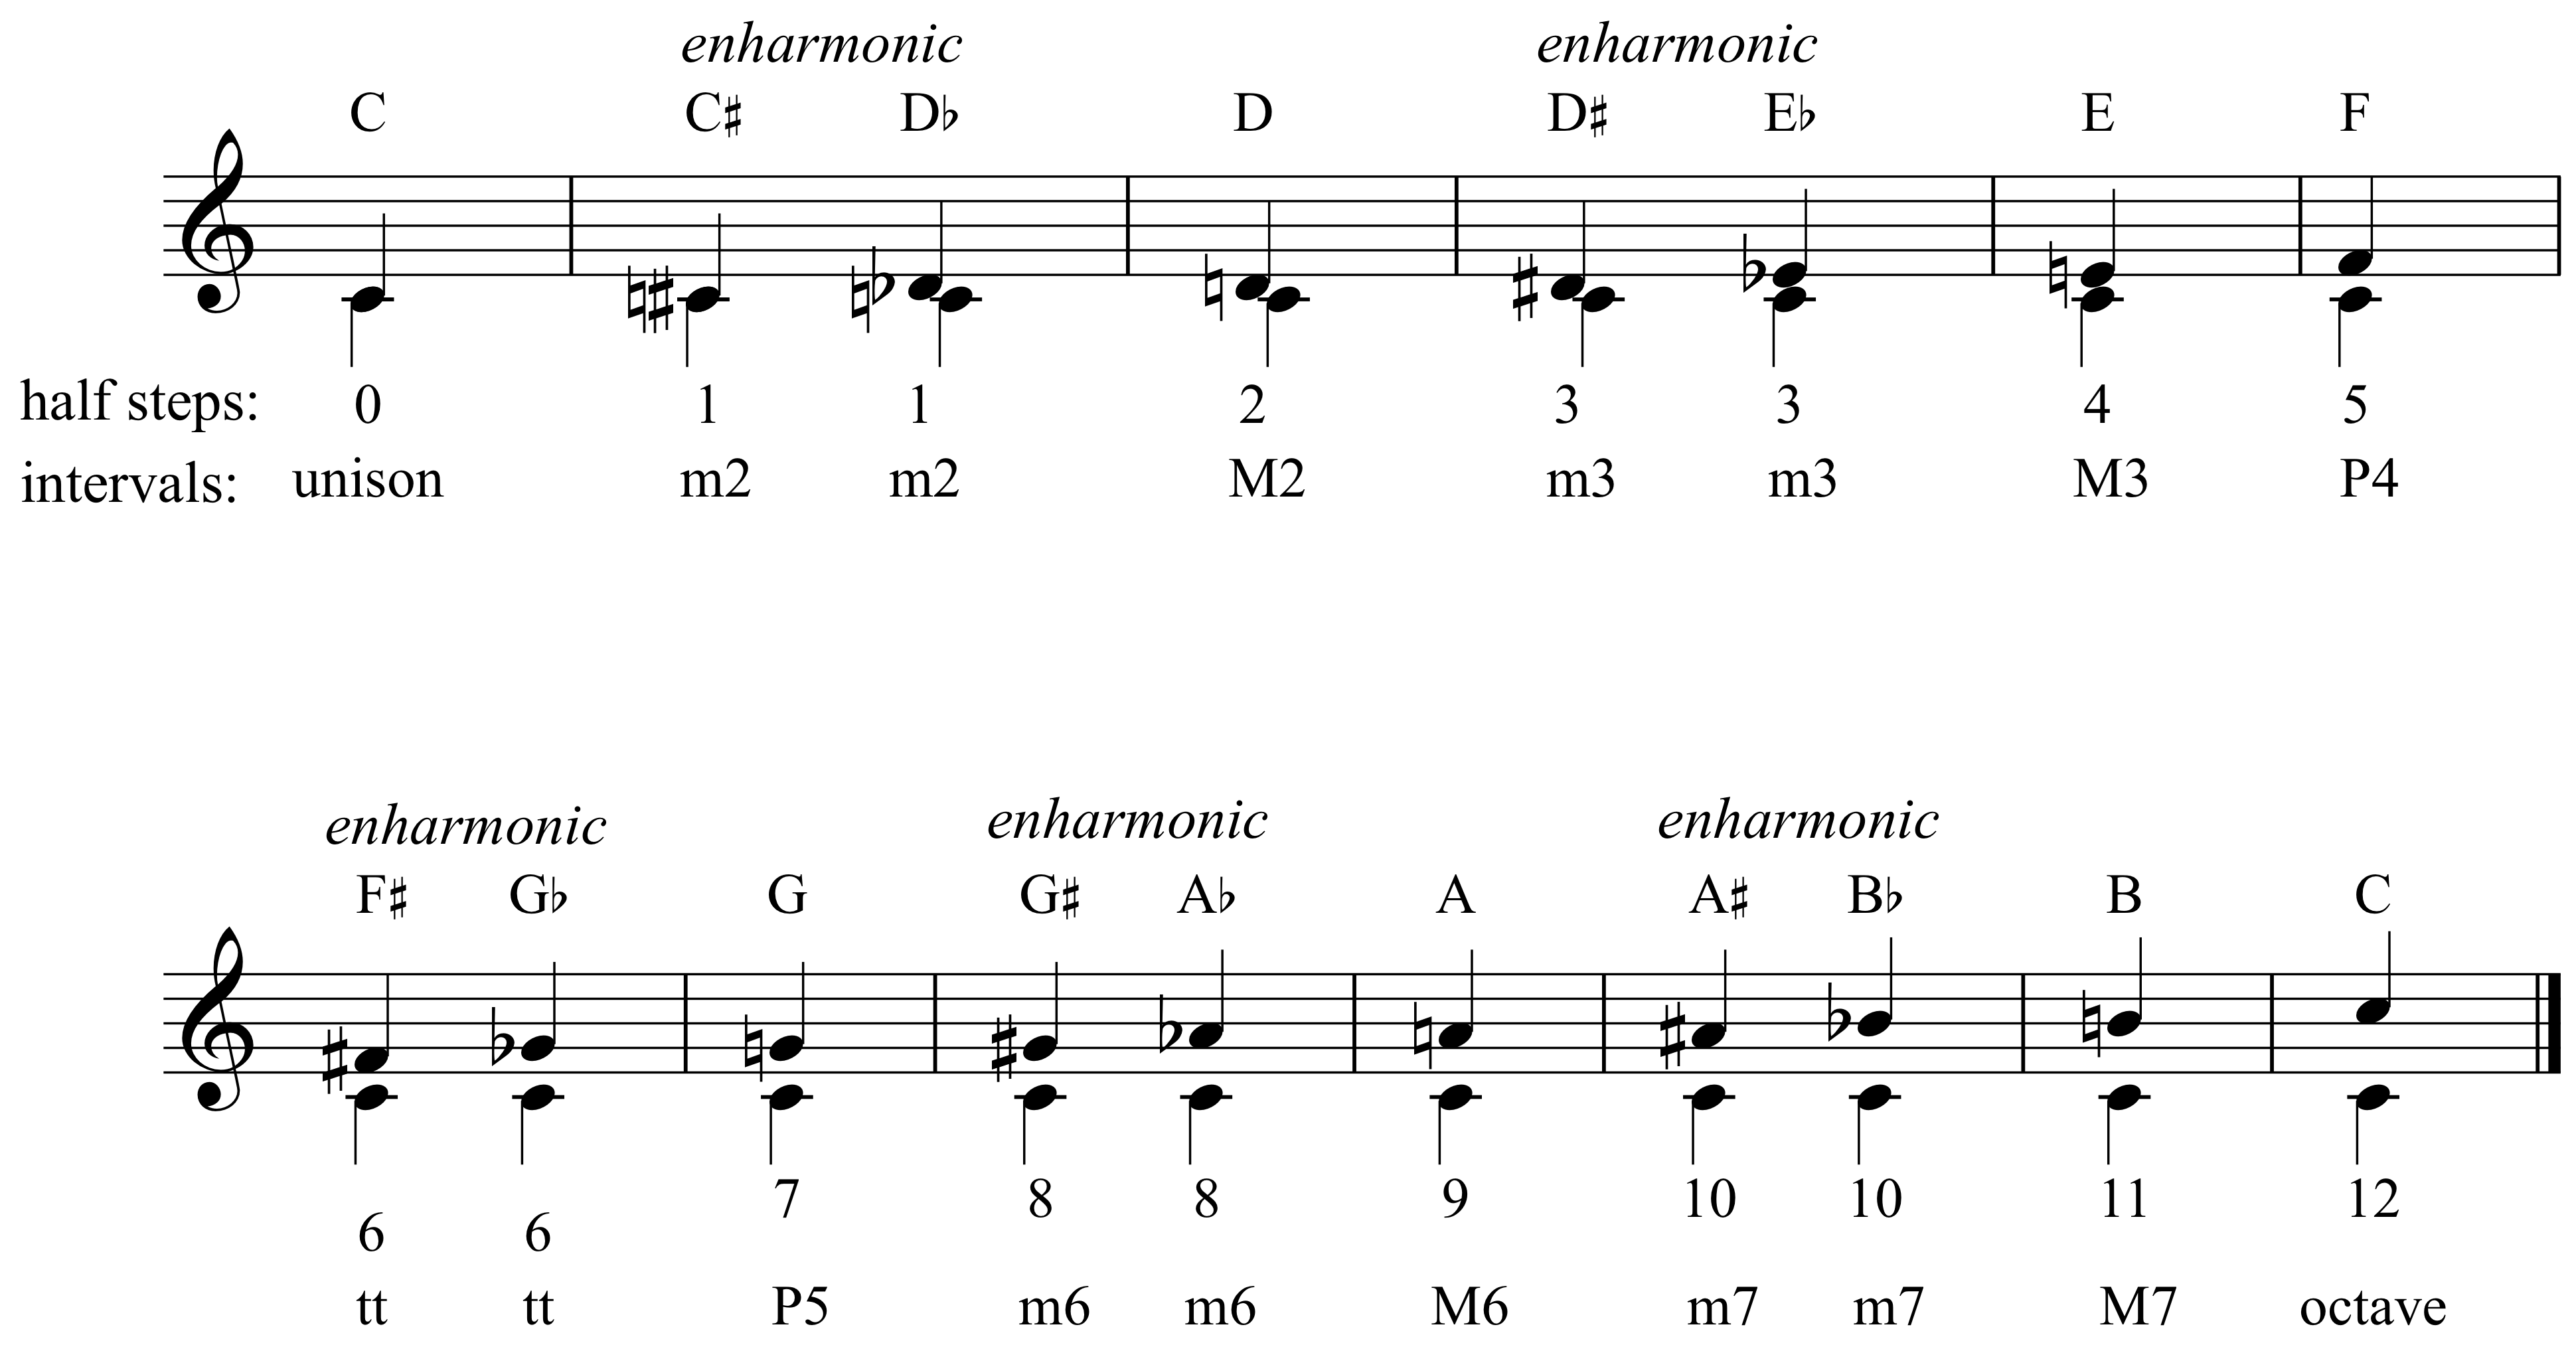 enharmonic enharmonic
C C♯ D♭ D D♯ E♭ E F
half steps: 0 1 1 2 3 3 4 5
intervals: unison m2 m2 M2 m3 m3 M3 P4
enharmonic enharmonic enharmonic
F♯ G♭ G G♯ A♭ A A♯ B♭ B C
6 6 7 8 8 9 10 10 11 12
tt tt P5 m6 m6 M6 m7 m7 M7 octave